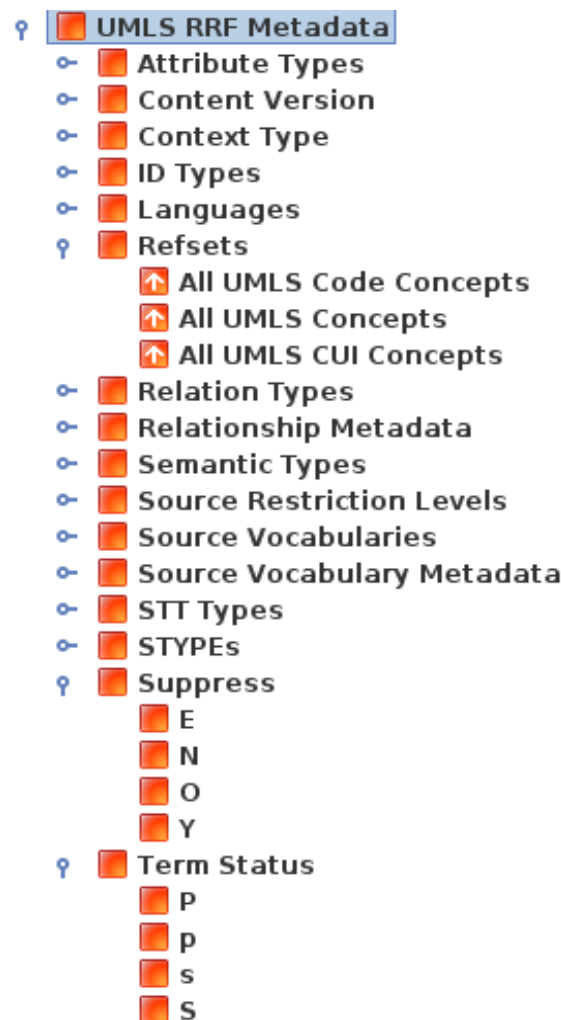 UMLS RRF Metadata
Attribute Types
Content Version
Context Type
ID Types
Languages
Refsets
All UMLS Code Concepts
All UMLS Concepts
All UMLS CUI Concepts
Relation Types
Relationship Metadata
Semantic Types
Source Restriction Levels
Source Vocabularies
Source Vocabulary Metadata
STT Types
STYPEs
Suppress
E
N
O
Y
Term Status
P
p
s
S